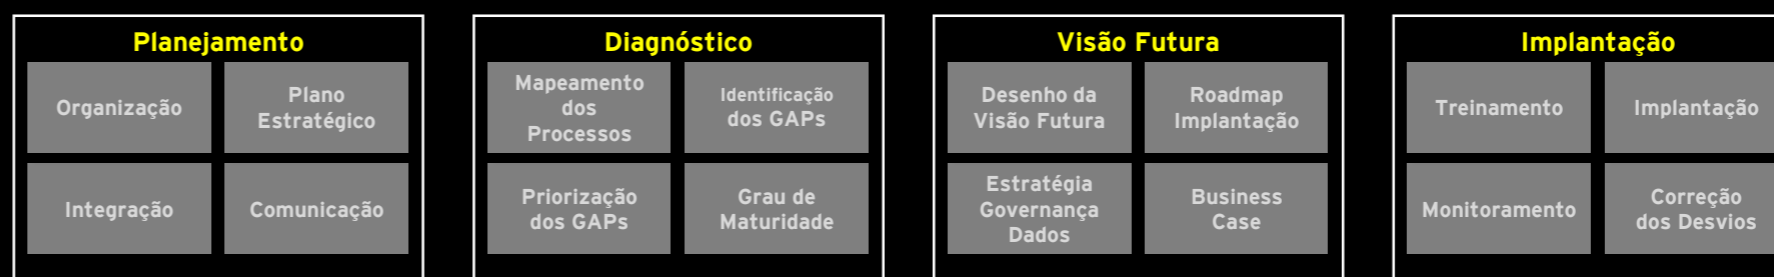 Planejamento
Organização
Plano
Estratégico
Integração
Comunicação
Diagnóstico
Mapeamento
dos
Processos
Identificação
dos GAPs
Priorização
dos GAPs
Grau de
Maturidade
Visão Futura
Desenho da
Visão Futura
Roadmap
Implantação
Estratégia
Governança
Dados
Business
Case
Implantação
Treinamento
Implantação
Monitoramento
Correção
dos Desvios